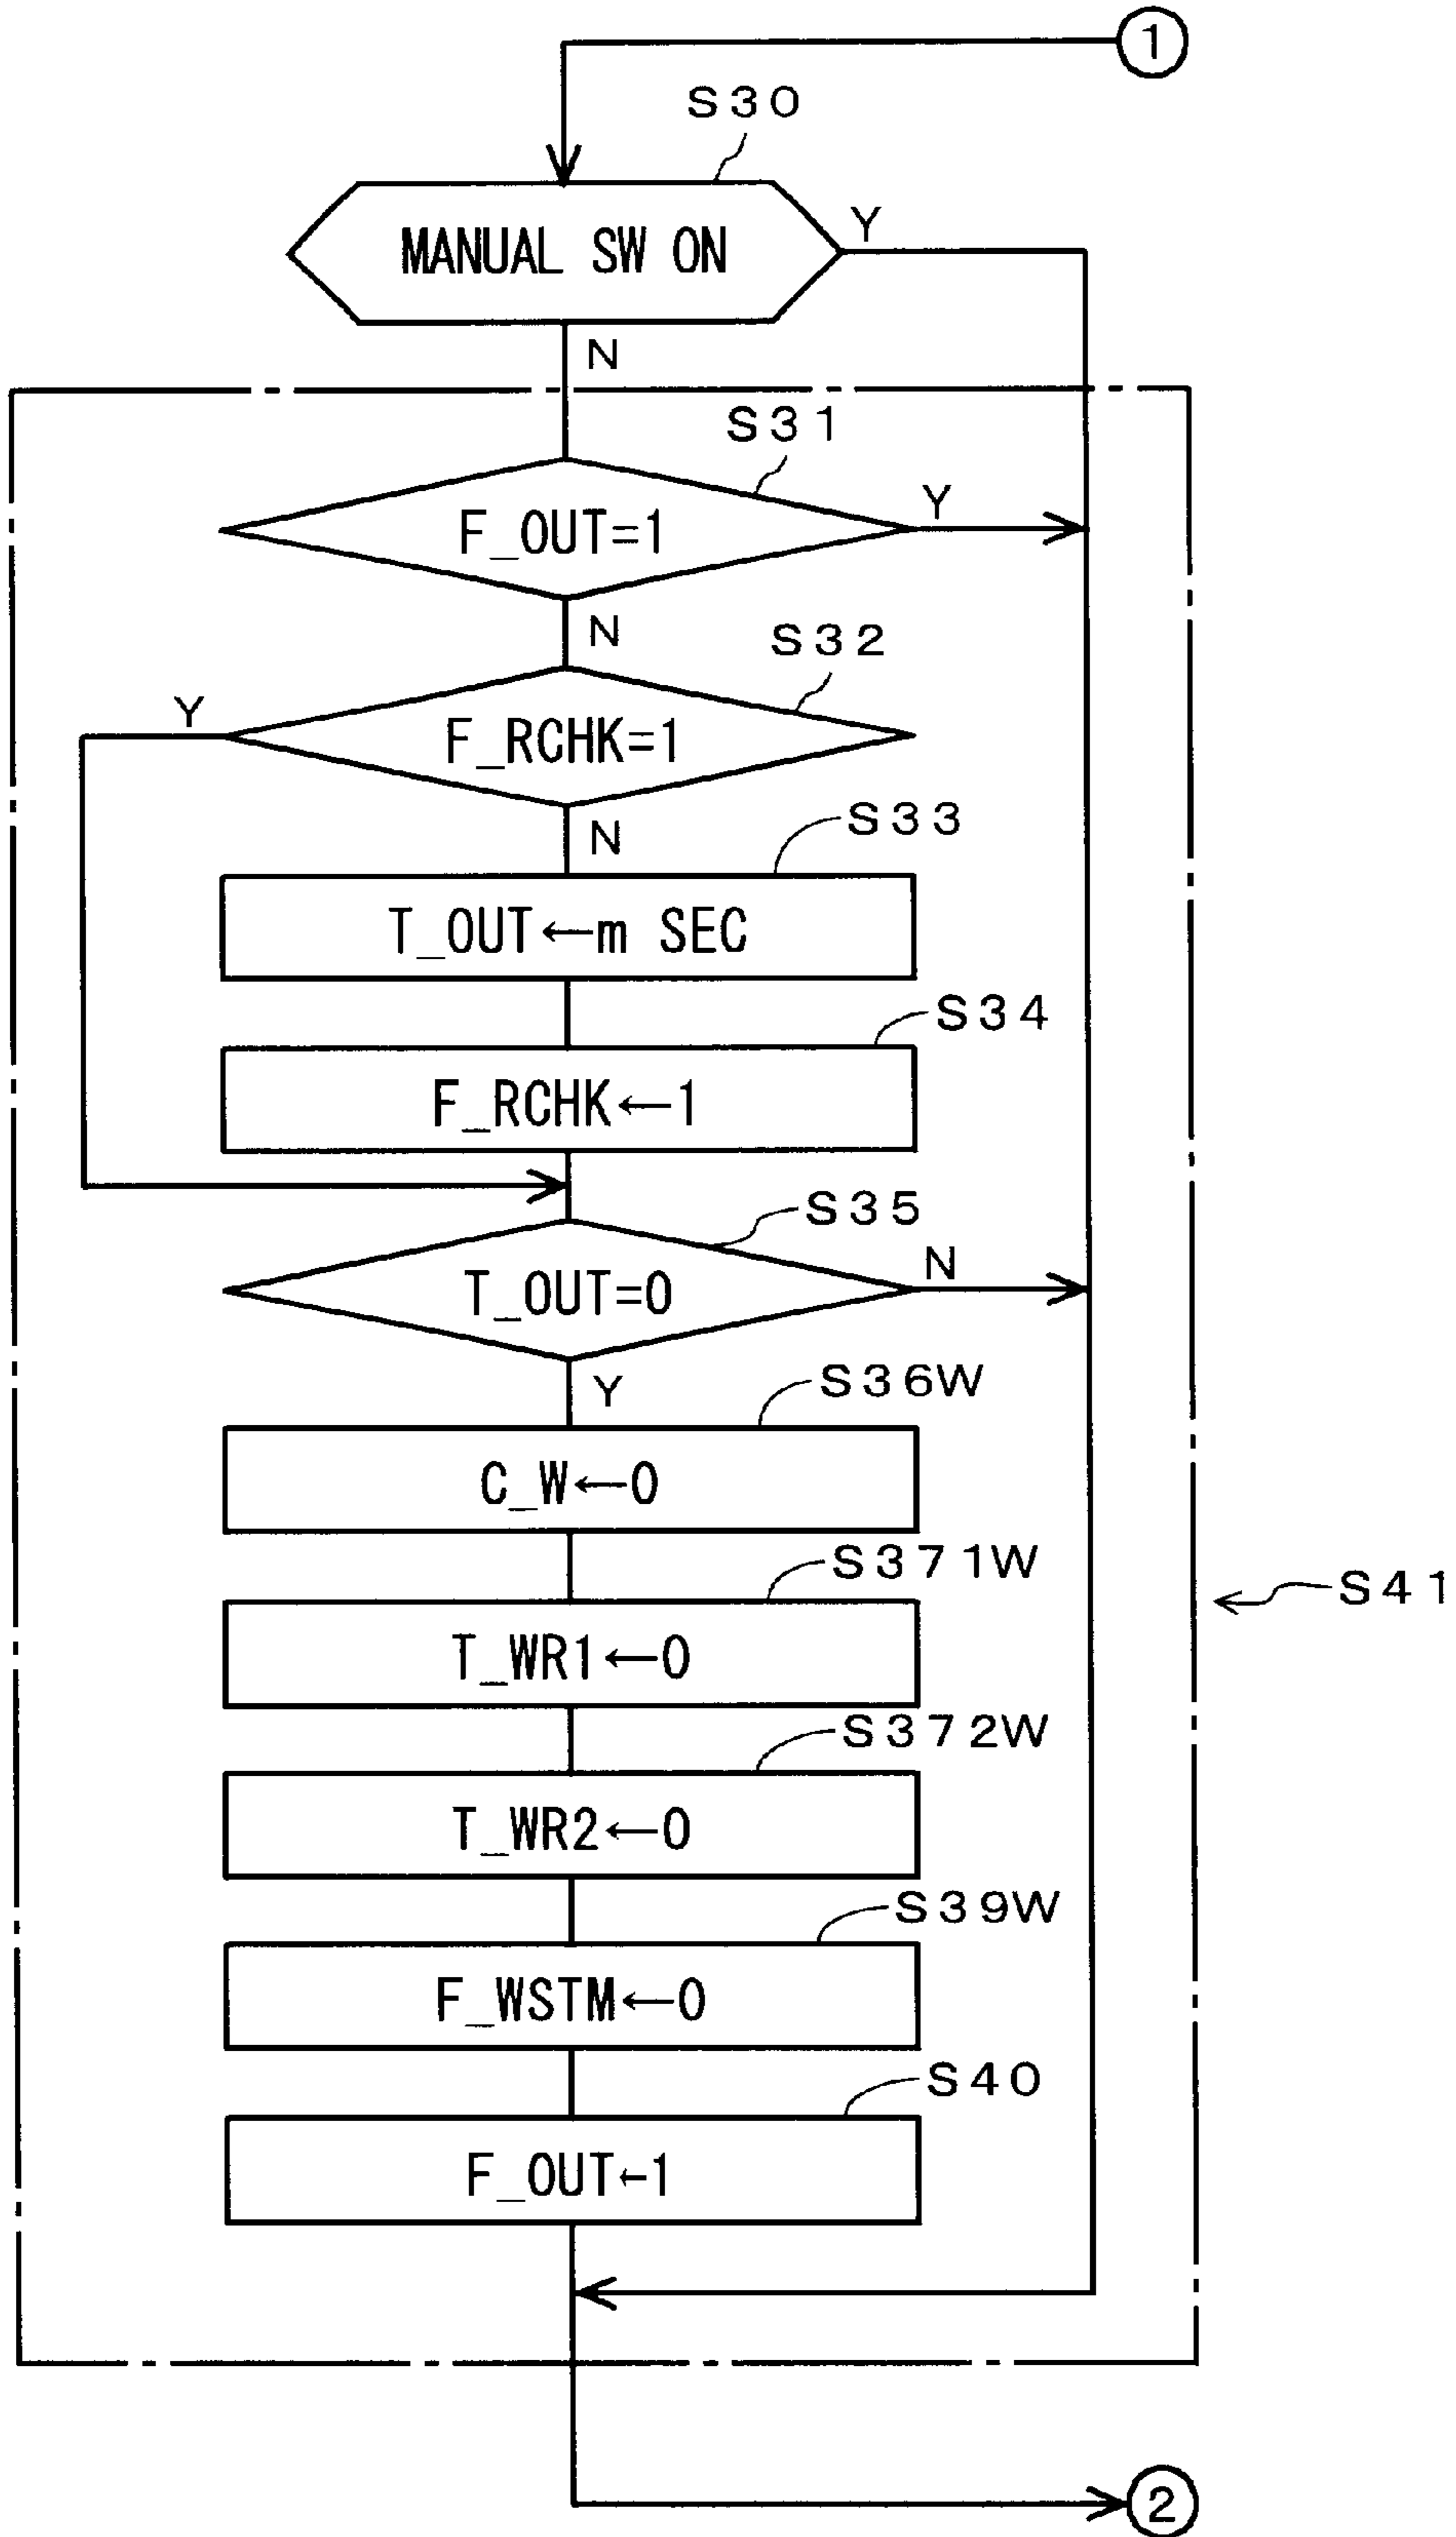 1
S30
MANUAL SW ON
Y
N
S31
F_OUT=1
Y
N
S32
Y
F_RCHK=1
N
S33
T_OUT←m SEC
S34
F_RCHK←1
S35
T_OUT=0
N
Y
S36W
C_W←0
S371W
T_WR1←0
S41
S372W
T_WR2←0
S39W
F_WSTM←0
S40
F_OUT←1
2